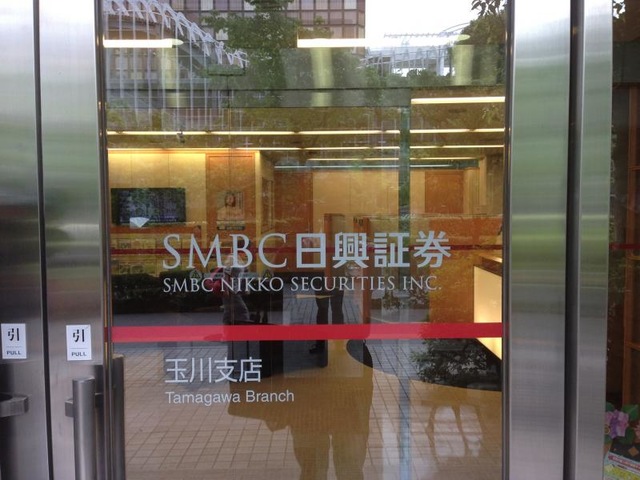 SMBC日興証券
SMBC NIKKO SECURITIES INC.
引
PULL
引
PULL
玉川支店
Tamagawa Branch